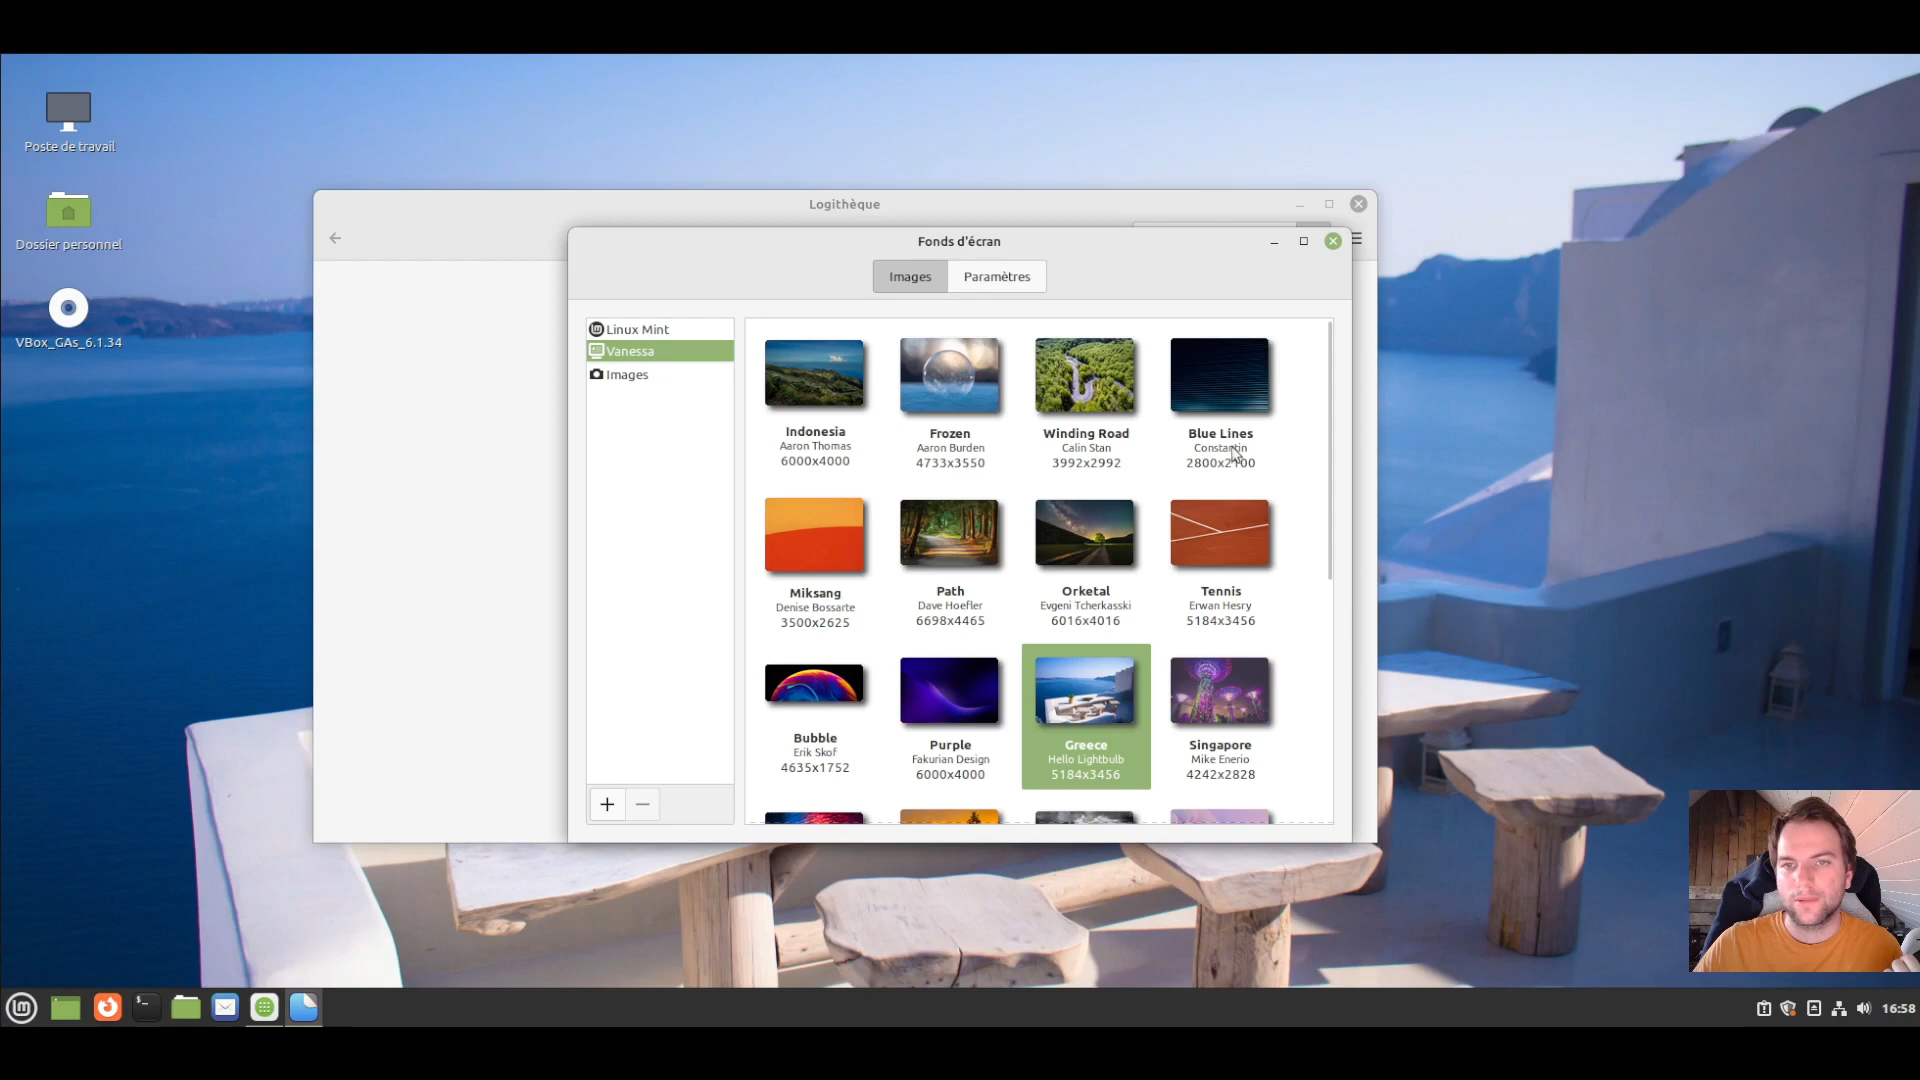 Poste de travail
Dossier personnel
VBox_GAs_6.1.34
Logithèque
Fonds d'écran
Images
Paramètres
Linux Mint
Vanessa
Images
Indonesia
Aaron Thomas
6000x4000
Frozen
Aaron Burden
4733x3550
Winding Road
Calin Stan
3992x2992
Blue Lines
Constantin
2800x2100
Miksang
Denise Bossarte
3500x2625
Path
Dave Hoefler
6698x4465
Orketal
Evgeni Tcherkasski
6016x4016
Tennis
Erwan Hesry
5184x3456
Bubble
Erik Skof
4635x1752
Purple
Fakurian Design
6000x4000
Greece
Hello Lightbulb
5184x3456
Singapore
Mike Enerio
4242x2828
16:58